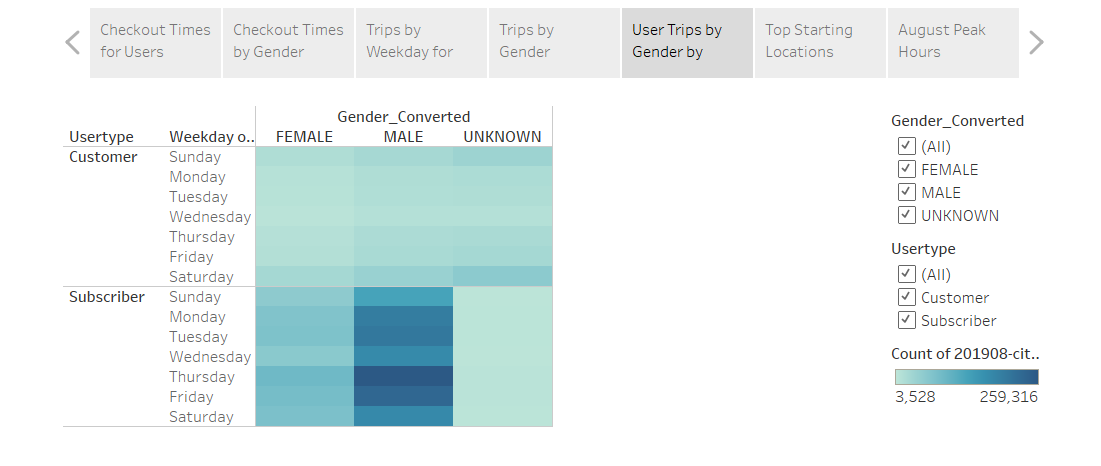 Checkout Times
for Users
Checkout Times
by Gender
Trips by
Weekday for
Trips by
Gender
User Trips by
Gender by
Top Starting
Locations
August Peak
Hours
Gender_Converted
Usertype Weekday o.. FEMALE MALE UNKNOWN
Customer Sunday
Monday
Tuesday
Wednesday
Thursday
Friday
Saturday
Subscriber Sunday
Monday
Tuesday
Wednesday
Thursday
Friday
Saturday
Gender_Converted
(All)
FEMALE
MALE
UNKNOWN
Usertype
(All)
Customer
Subscriber
Count of 201908-cit..
3,528 259,316